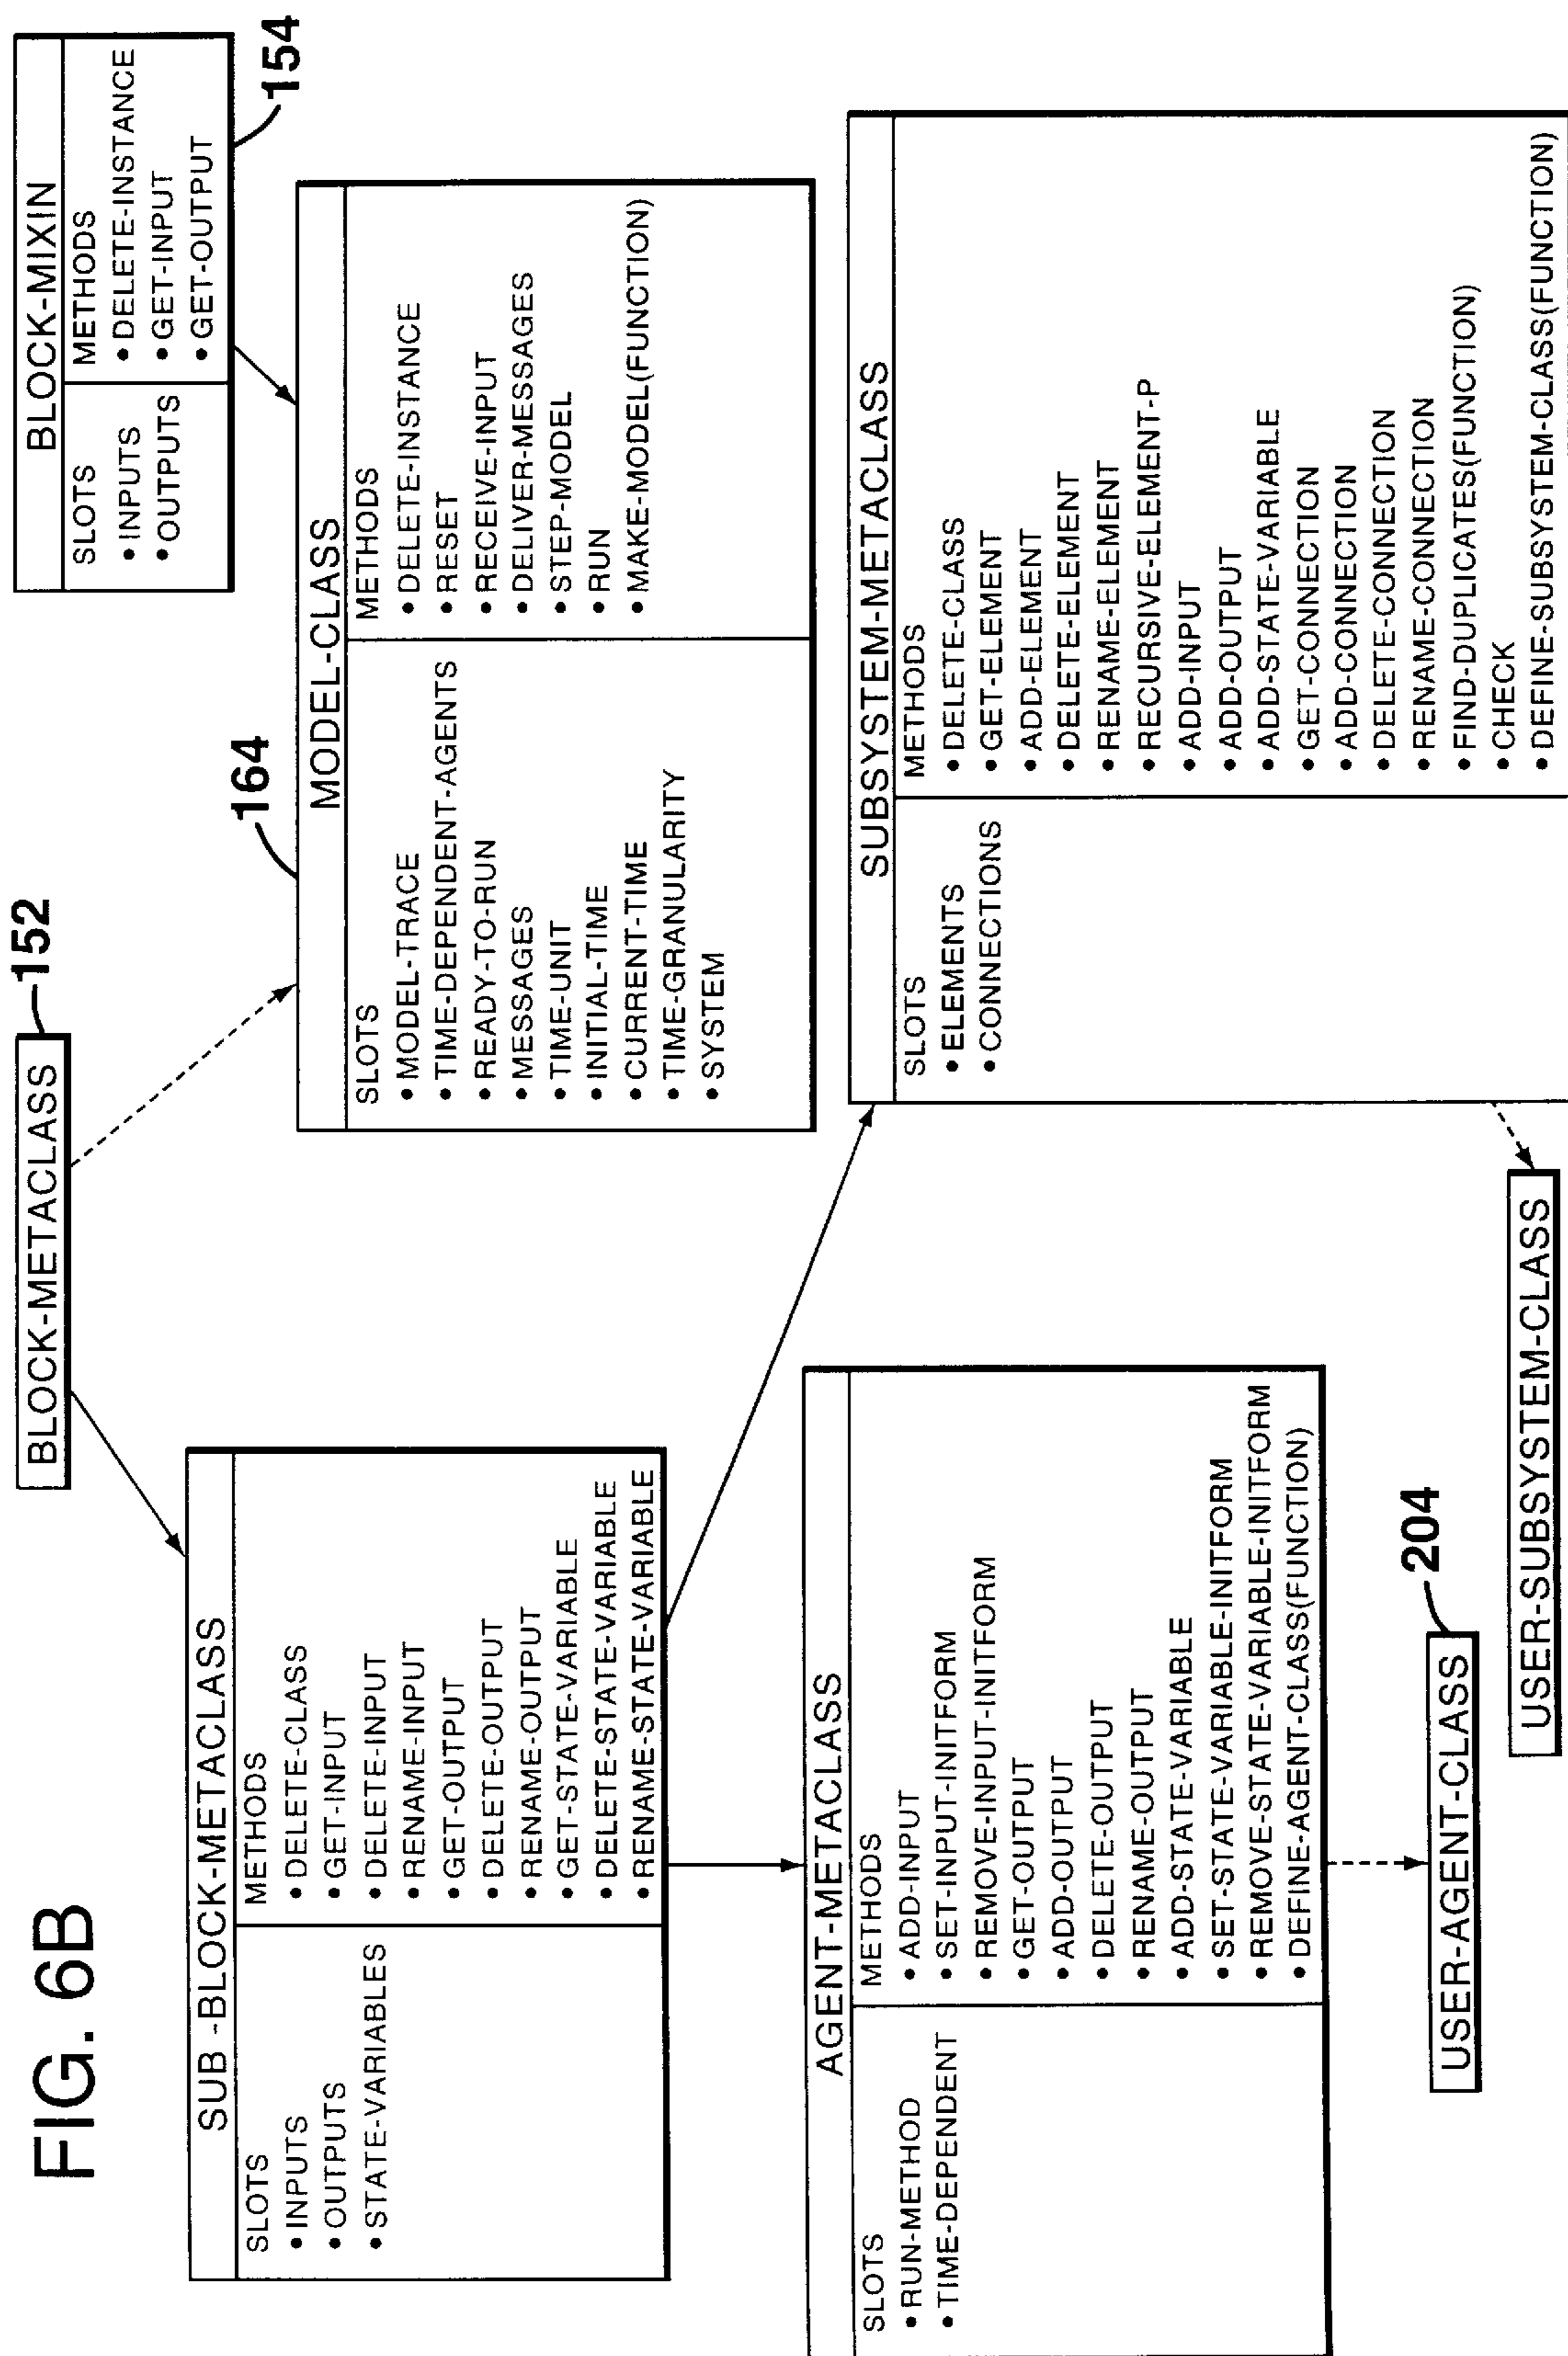 FIG. 6B
BLOCK-METACLASS
152
BLOCK-MIXIN
SLOTS
• INPUTS
• OUTPUTS
METHODS
• DELETE-INSTANCE
• GET-INPUT
• GET-OUTPUT
154
SUB -BLOCK-METACLASS
SLOTS
• INPUTS
• OUTPUTS
• STATE-VARIABLES
METHODS
• DELETE-CLASS
• GET-INPUT
• DELETE-INPUT
• RENAME-INPUT
• GET-OUTPUT
• DELETE-OUTPUT
• RENAME-OUTPUT
• GET-STATE-VARIABLE
• DELETE-STATE-VARIABLE
• RENAME-STATE-VARIABLE
164
MODEL-CLASS
SLOTS
• MODEL-TRACE
• TIME-DEPENDENT-AGENTS
• READY-TO-RUN
• MESSAGES
• TIME-UNIT
• INITIAL-TIME
• CURRENT-TIME
• TIME-GRANULARITY
• SYSTEM
METHODS
• DELETE-INSTANCE
• RESET
• RECEIVE-INPUT
• DELIVER-MESSAGES
• STEP-MODEL
• RUN
• MAKE-MODEL(FUNCTION)
AGENT-METACLASS
SLOTS
• RUN-METHOD
• TIME-DEPENDENT
METHODS
• ADD-INPUT
• SET-INPUT-INITFORM
• REMOVE-INPUT-INITFORM
• GET-OUTPUT
• ADD-OUTPUT
• DELETE-OUTPUT
• RENAME-OUTPUT
• ADD-STATE-VARIABLE
• SET-STATE-VARIABLE-INITFORM
• REMOVE-STATE-VARIABLE-INITFORM
• DEFINE-AGENT-CLASS(FUNCTION)
SUBSYSTEM-METACLASS
SLOTS
• ELEMENTS
• CONNECTIONS
METHODS
• DELETE-CLASS
• GET-ELEMENT
• ADD-ELEMENT
• DELETE-ELEMENT
• RENAME-ELEMENT
• RECURSIVE-ELEMENT-P
• ADD-INPUT
• ADD-OUTPUT
• ADD-STATE-VARIABLE
• GET-CONNECTION
• ADD-CONNECTION
• DELETE-CONNECTION
• RENAME-CONNECTION
• FIND-DUPLICATES(FUNCTION)
• CHECK
• DEFINE-SUBSYSTEM-CLASS(FUNCTION)
USER-AGENT-CLASS
204
USER-SUBSYSTEM-CLASS